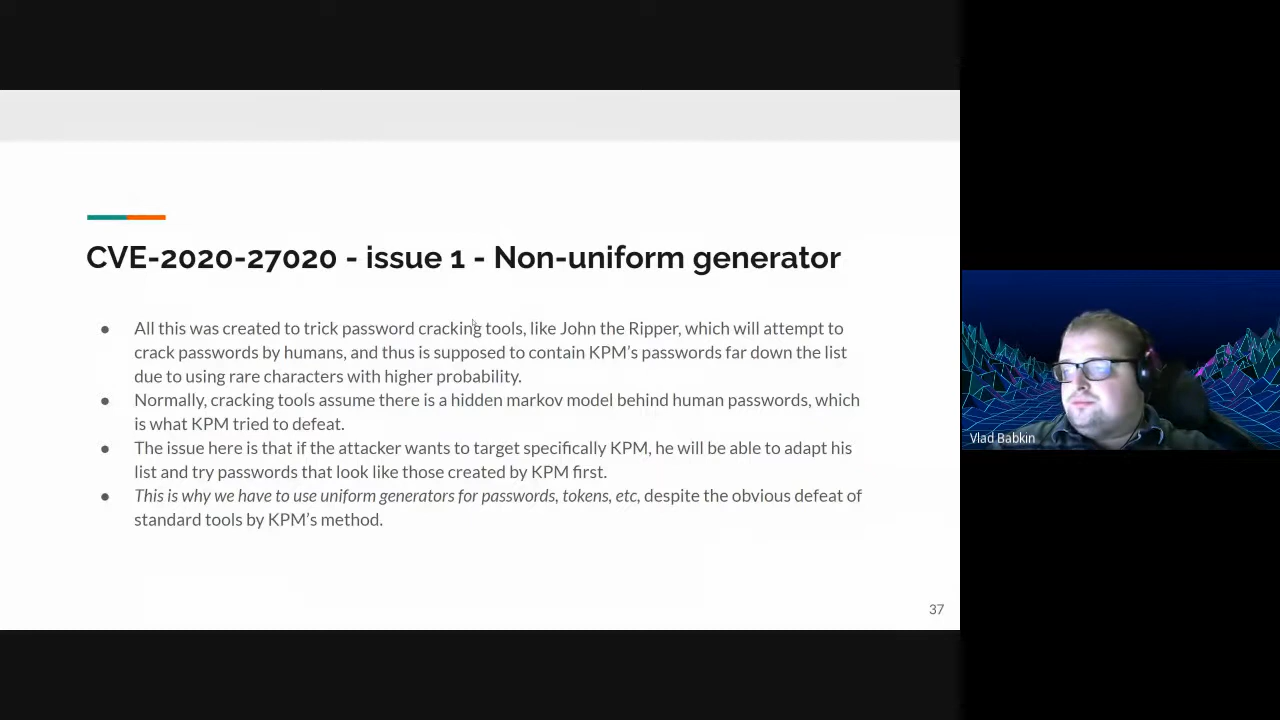 CVE-2020-27020 - issue 1 - Non-uniform generator
● All this was created to trick password cracking tools, like John the Ripper, which will attempt to
crack passwords by humans, and thus is supposed to contain KPM's passwords far down the list
due to using rare characters with higher probability.
● Normally, cracking tools assume there is a hidden markov model behind human passwords, which
is what KPM tried to defeat.
● The issue here is that if the attacker wants to target specifically KPM, he will be able to adapt his
list and try passwords that look like those created by KPM first.
● This is why we have to use uniform generators for passwords, tokens, etc, despite the obvious defeat of
standard tools by KPM's method.
37
Vlad Babkin